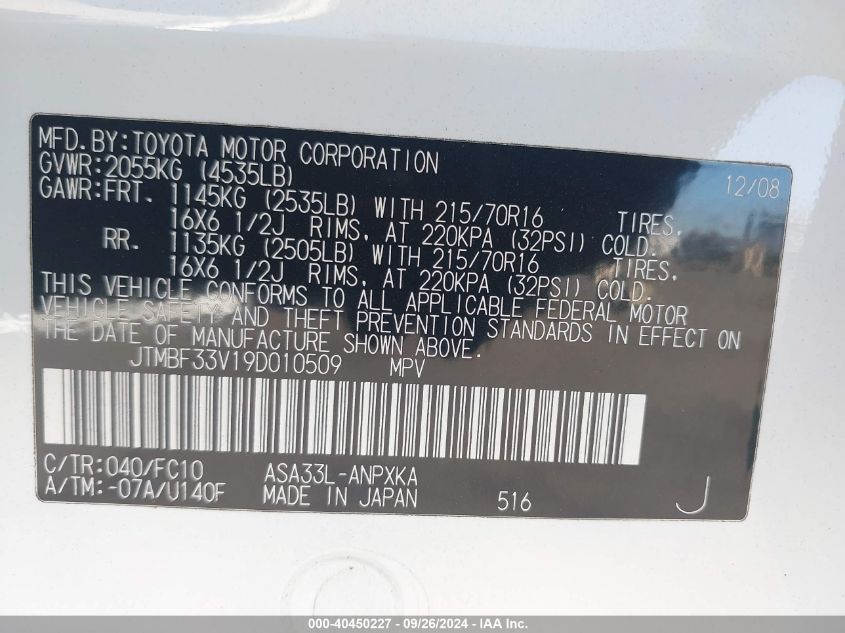 MFD.BY:TOYOTA MOTOR CORPORATION 12/08
GVWR:2055KG (4535LB)
GAWR:FRT. 1145KG (2535LB) WITH 215/70R16 TIRES,
16X6 1/2J RIMS, AT 220KPA (32PSI) COLD.
RR. 1135KG (2505LB) WITH 215/70R16 TIRES,
16X6 1/2J RIMS, AT 220KPA (32PSI) COLD.
THIS VEHICLE CONFORMS TO ALL APPLICABLE FEDERAL MOTOR
VEHICLE SAFETY AND THEFT PREVENTION STANDARDS IN EFFECT ON
THE DATE OF MANUFACTURE SHOWN ABOVE.
JTMBF33V19D010509 MPV
C/TR:040/FC10 ASA33L-ANPXKA
A/TM:-07A/U140F MADE IN JAPAN 516 J
000-40450227 - 09/26/2024 - IAA Inc.